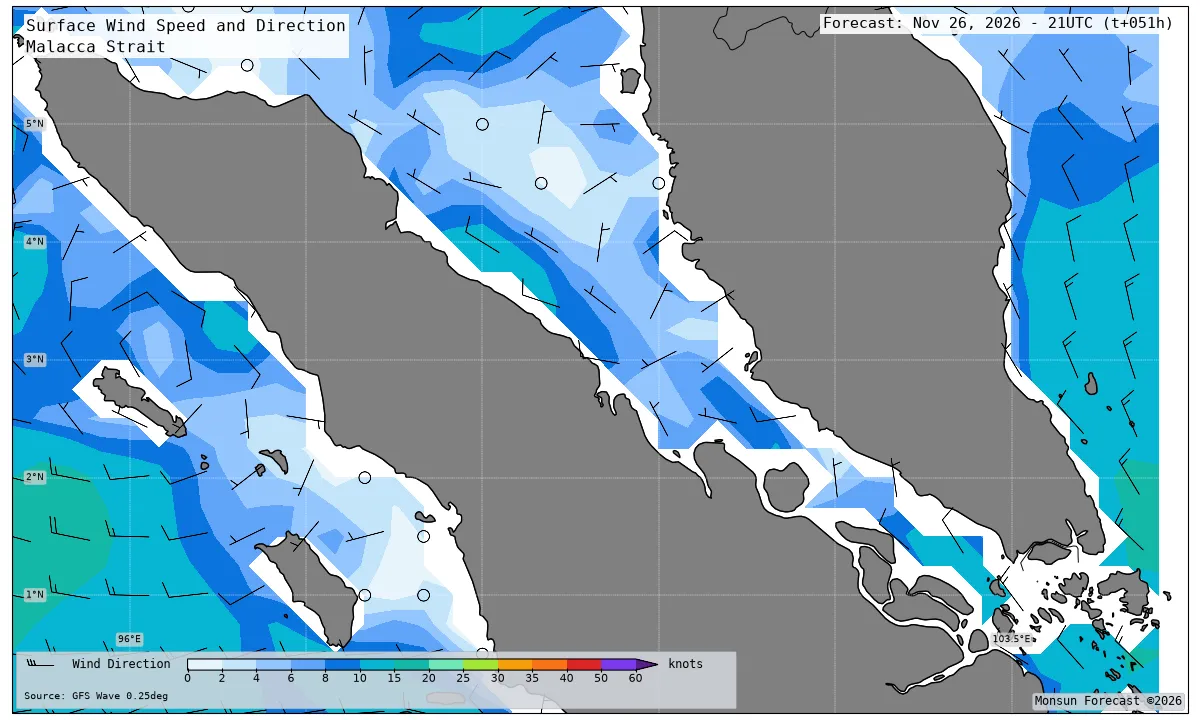 Surface Wind Speed and Direction
Malacca Strait
Forecast: Nov 26, 2026 - 21UTC (t+051h)
5°N
4°N
3°N
2°N
1°N
96°E
103.5°E
Wind Direction
knots
0 2 4 6 8 10 15 20 25 30 35 40 50 60
Source: GFS Wave 0.25deg
Monsun Forecast ©2026